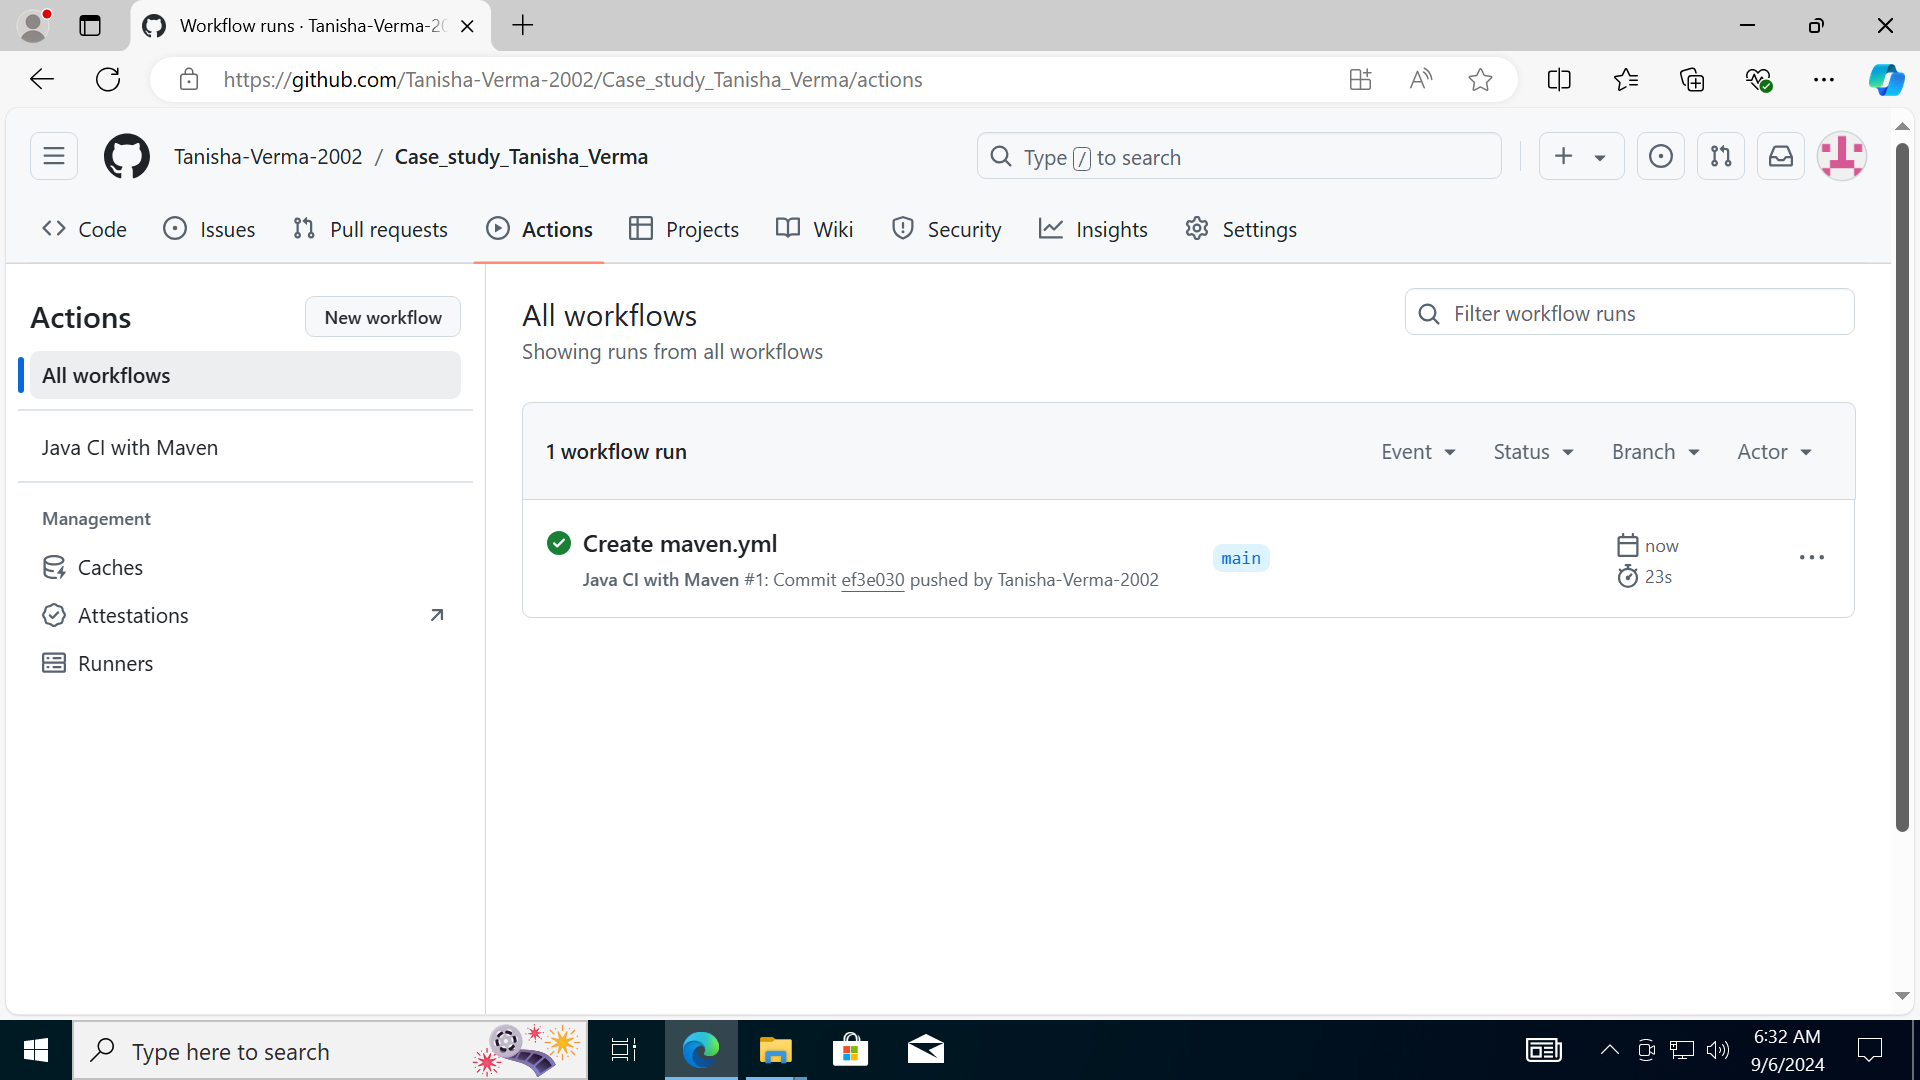 Workflow runs · Tanisha-Verma-20
https://github.com/Tanisha-Verma-2002/Case_study_Tanisha_Verma/actions
Tanisha-Verma-2002 / Case_study_Tanisha_Verma
Type / to search
Code
Issues
Pull requests
Actions
Projects
Wiki
Security
Insights
Settings
Actions
New workflow
All workflows
Java CI with Maven
Management
Caches
Attestations
Runners
All workflows
Showing runs from all workflows
Filter workflow runs
1 workflow run
Event
Status
Branch
Actor
Create maven.yml
Java CI with Maven #1: Commit ef3e030 pushed by Tanisha-Verma-2002
main
now
23s
Type here to search
6:32 AM
9/6/2024